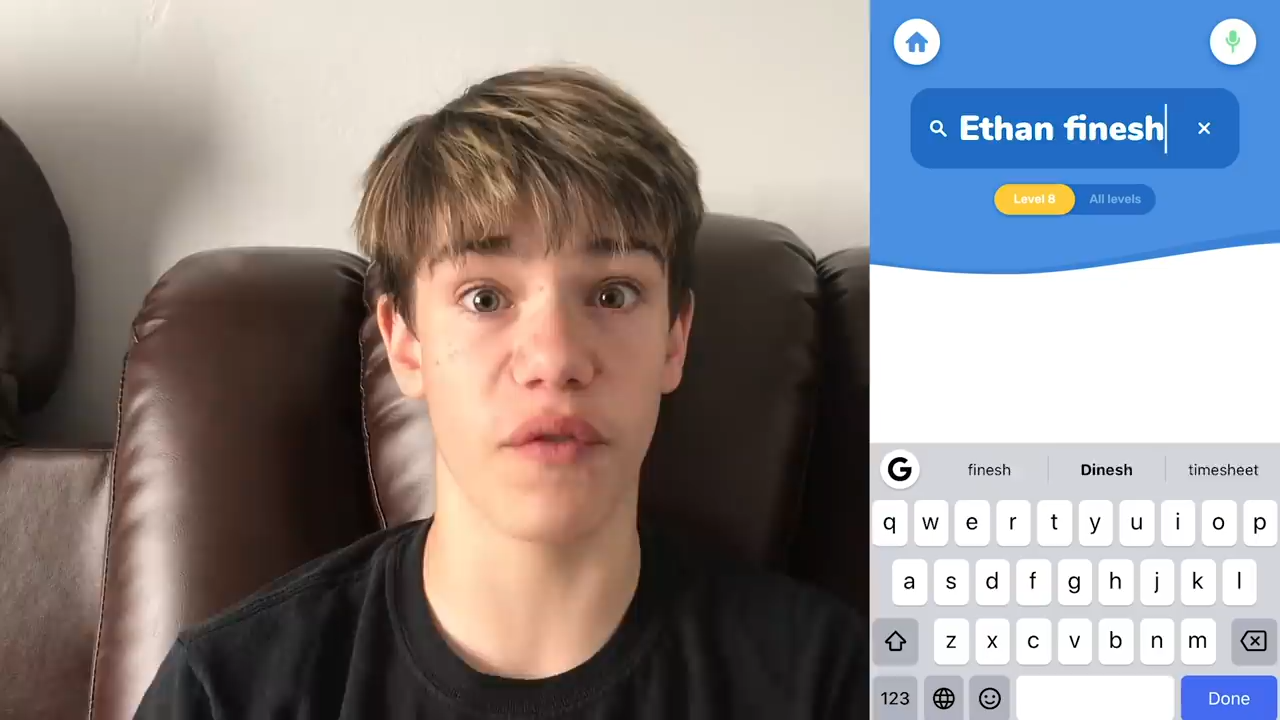 Ethan finesh
Level 8 All levels
G finesh Dinesh timesheet
q w e r t y u i o p
a s d f g h j k l
z x c v b n m
123 Done